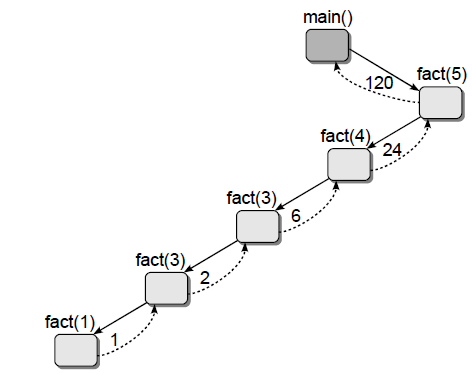 main()
fact(5)
120
fact(4)
24
fact(3)
6
fact(3)
2
fact(1)
1